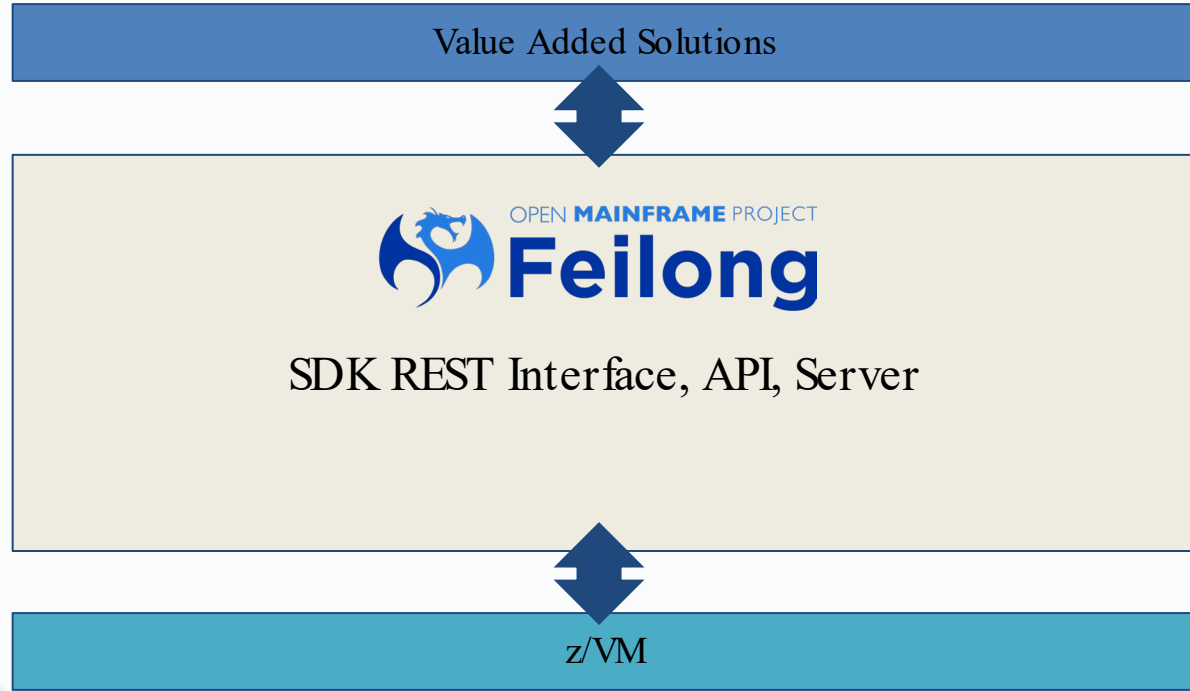 Value Added Solutions
OPEN MAINFRAME PROJECT
Feilong
SDK REST Interface, API, Server
z/VM